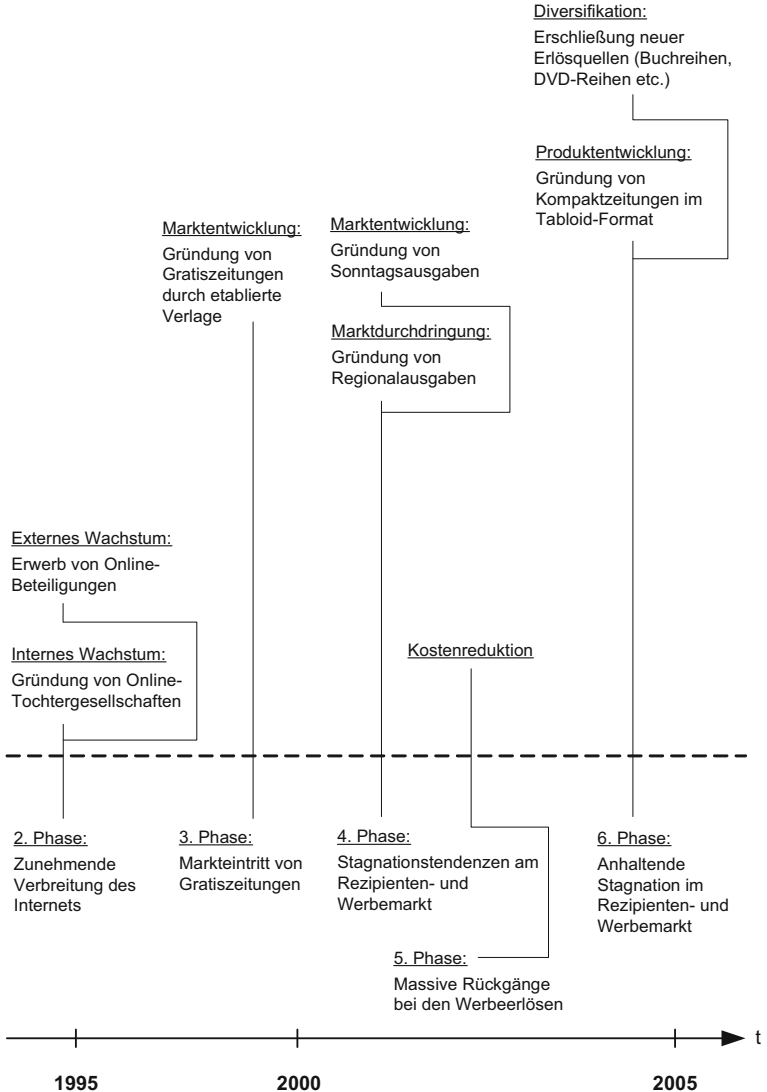 Diversifikation:
Erschließung neuer
Erlösquellen (Buchreihen,
DVD-Reihen etc.)
Produktentwicklung:
Gründung von
Kompaktzeitungen im
Tabloid-Format
Marktentwicklung:
Gründung von
Gratiszeitungen
durch etablierte
Verlage
Marktentwicklung:
Gründung von
Sonntagsausgaben
Marktdurchdringung:
Gründung von
Regionalausgaben
Externes Wachstum:
Erwerb von Online-
Beteiligungen
Internes Wachstum:
Gründung von Online-
Tochtergesellschaften
Kostenreduktion
2. Phase:
Zunehmende
Verbreitung des
Internets
3. Phase:
Markteintritt von
Gratiszeitungen
4. Phase:
Stagnationstendenzen am
Rezipienten- und
Werbemarkt
5. Phase:
Massive Rückgänge
bei den Werbeerlösen
6. Phase:
Anhaltende
Stagnation im
Rezipienten- und
Werbemarkt
t
1995
2000
2005